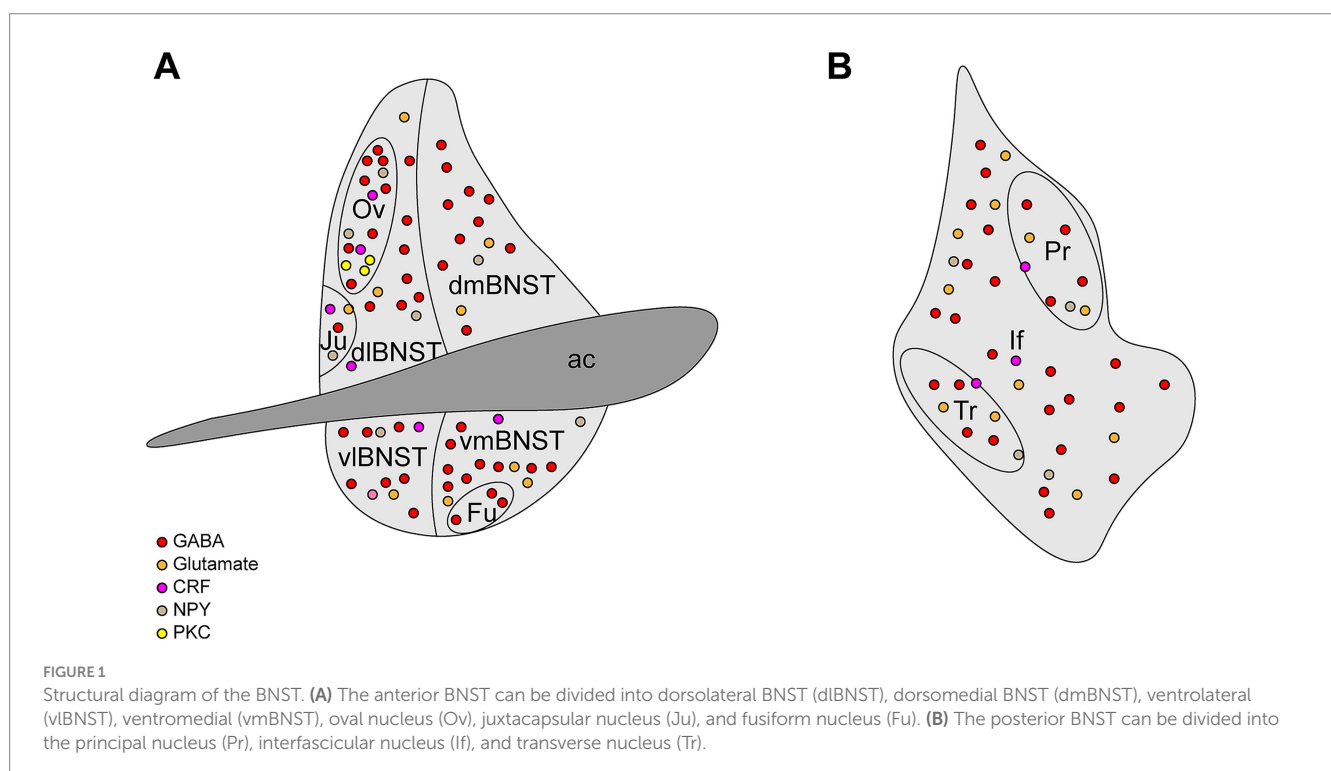 A
B
Ov
Pr
dmBNST
Ju
dlBNST
If
ac
Tr
vlBNST
vmBNST
Fu
GABA
Glutamate
CRF
NPY
PKC
FIGURE 1
Structural diagram of the BNST. (A) The anterior BNST can be divided into dorsolateral BNST (dlBNST), dorsomedial BNST (dmBNST), ventrolateral
(vlBNST), ventromedial (vmBNST), oval nucleus (Ov), juxtacapsular nucleus (Ju), and fusiform nucleus (Fu). (B) The posterior BNST can be divided into
the principal nucleus (Pr), interfascicular nucleus (If), and transverse nucleus (Tr).